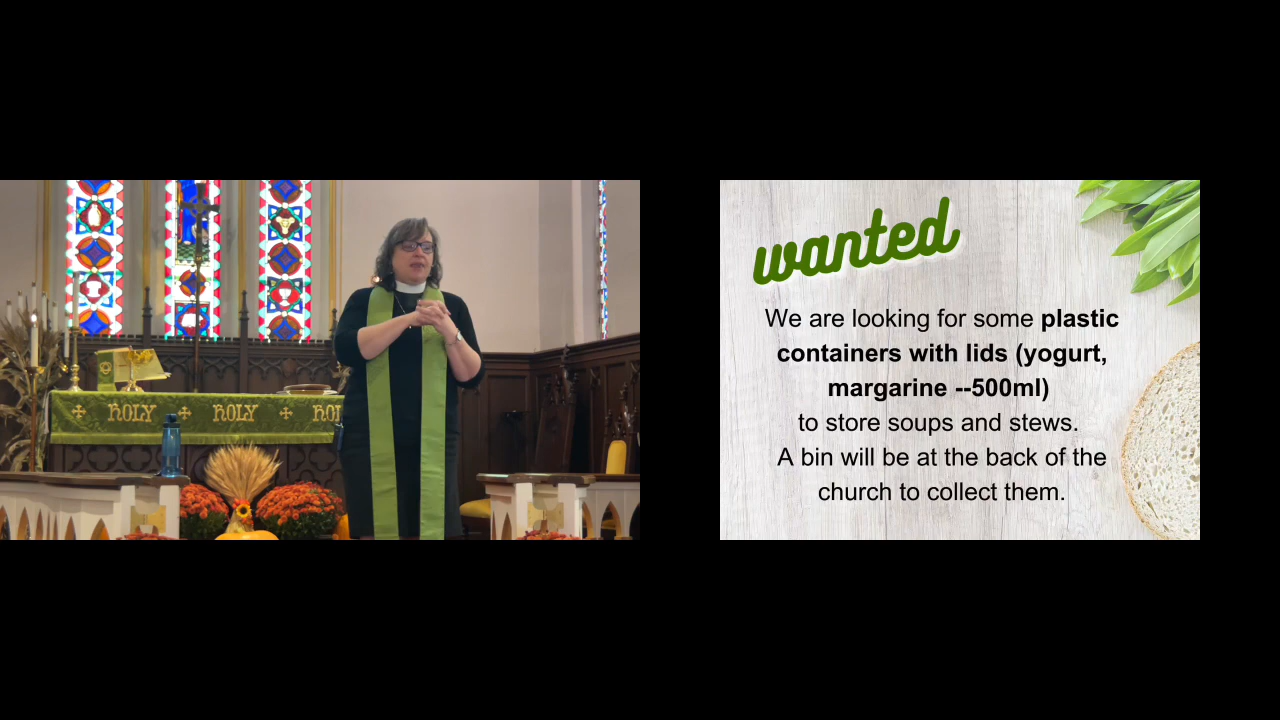 HOLY HOLY HOL
wanted
We are looking for some plastic
containers with lids (yogurt,
margarine --500ml)
to store soups and stews.
A bin will be at the back of the
church to collect them.